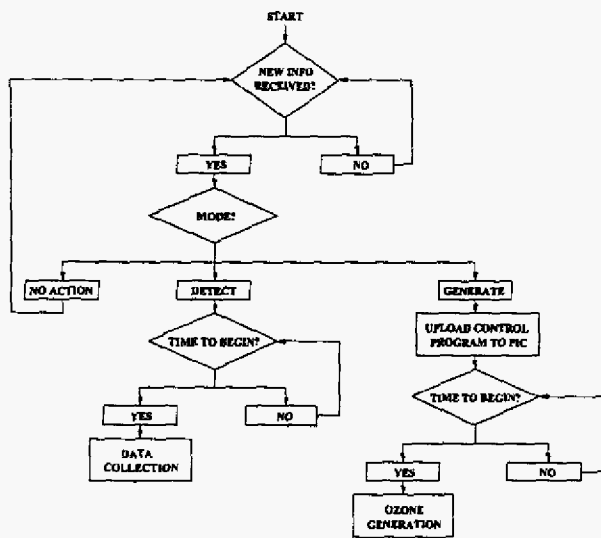 START
NEW INFO
RECEIVED?
YES
NO
MODE?
NO ACTION
DETECT
GENERATE
UPLOAD CONTROL
PROGRAM TO PIC
TIME TO BEGIN?
TIME TO BEGIN?
YES
NO
DATA
COLLECTION
YES
NO
OZONE
GENERATION